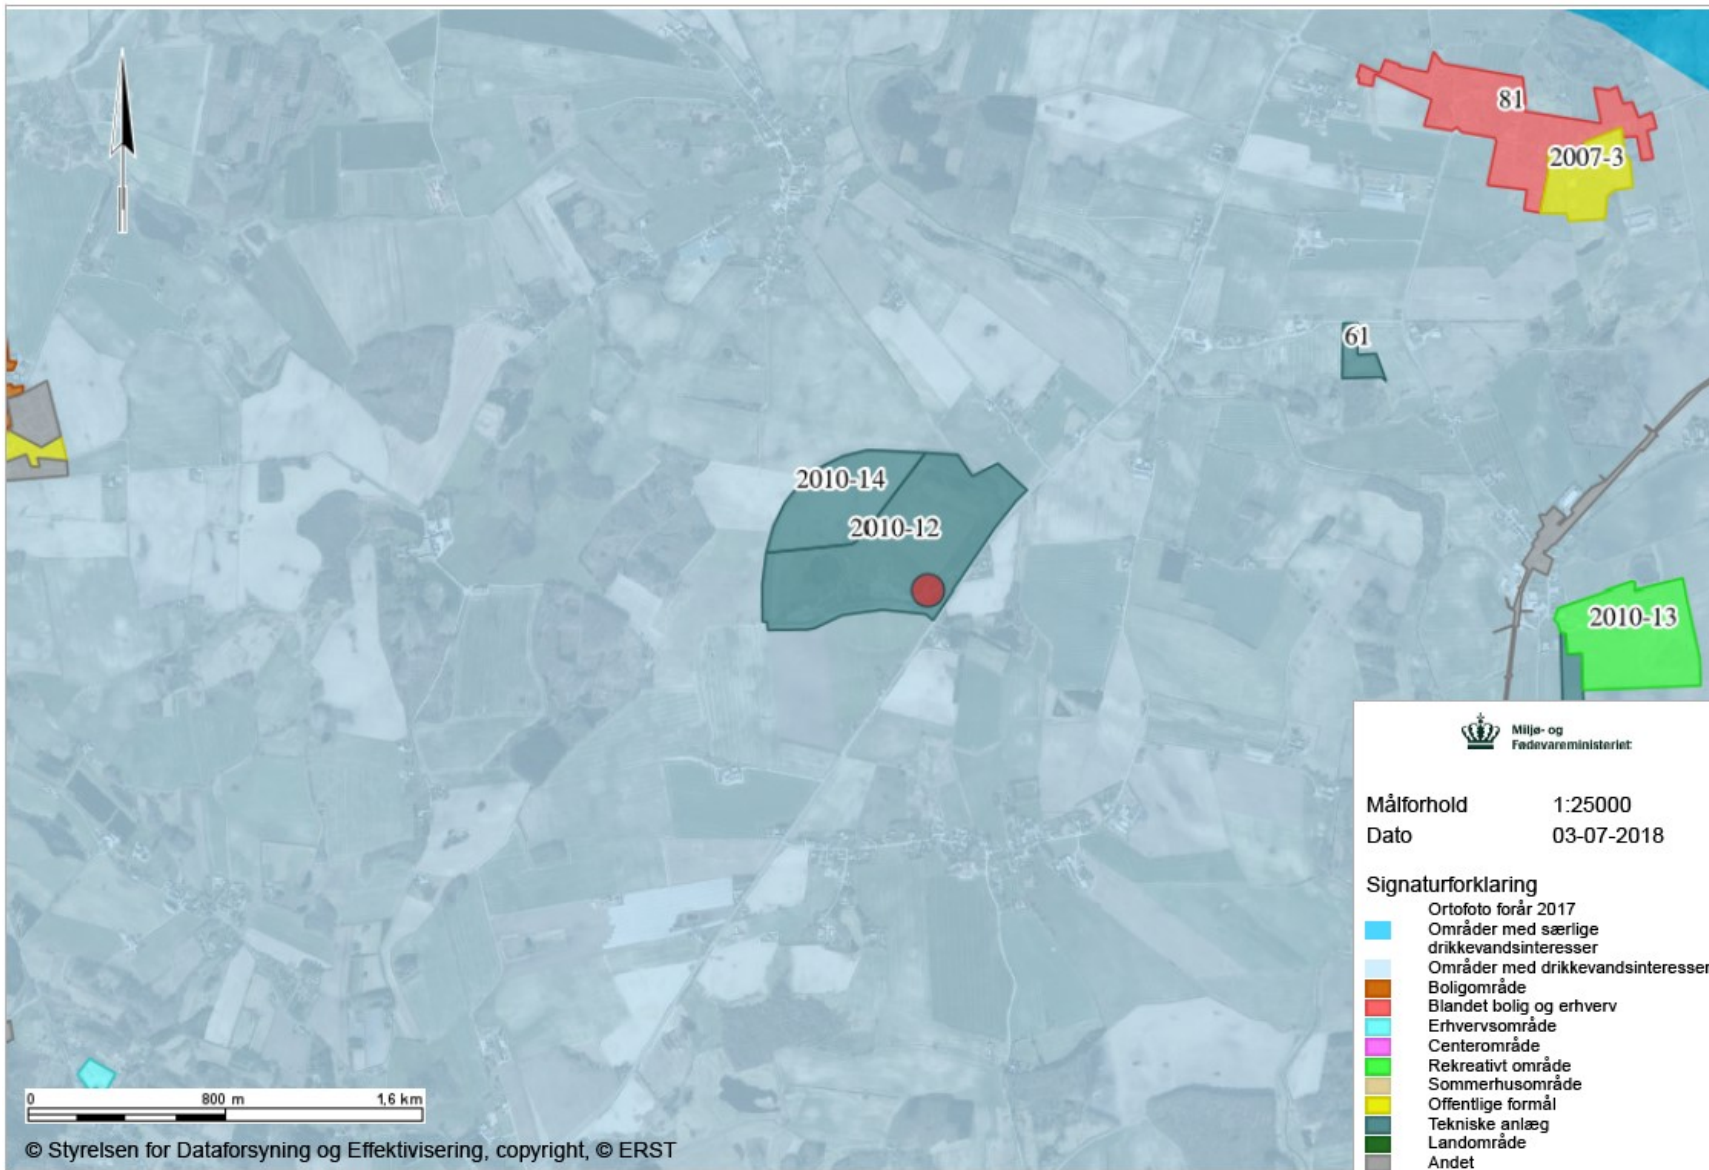 81
2007-3
61
2010-14
2010-12
2010-13
Miljø- og
Fødevareministeriet
Målforhold 1:25000
Dato 03-07-2018
Signaturforklaring
Ortofoto forår 2017
Områder med særlige
drikkevandsinteresser
Områder med drikkevandsinteresser
Boligområde
Blandet bolig og erhverv
Erhvervsområde
Centerområde
Rekreativt område
Sommerhusområde
Offentlige formål
Tekniske anlæg
Landområde
Andet
0 800 m 1,6 km
© Styrelsen for Dataforsyning og Effektivisering, copyright, © ERST